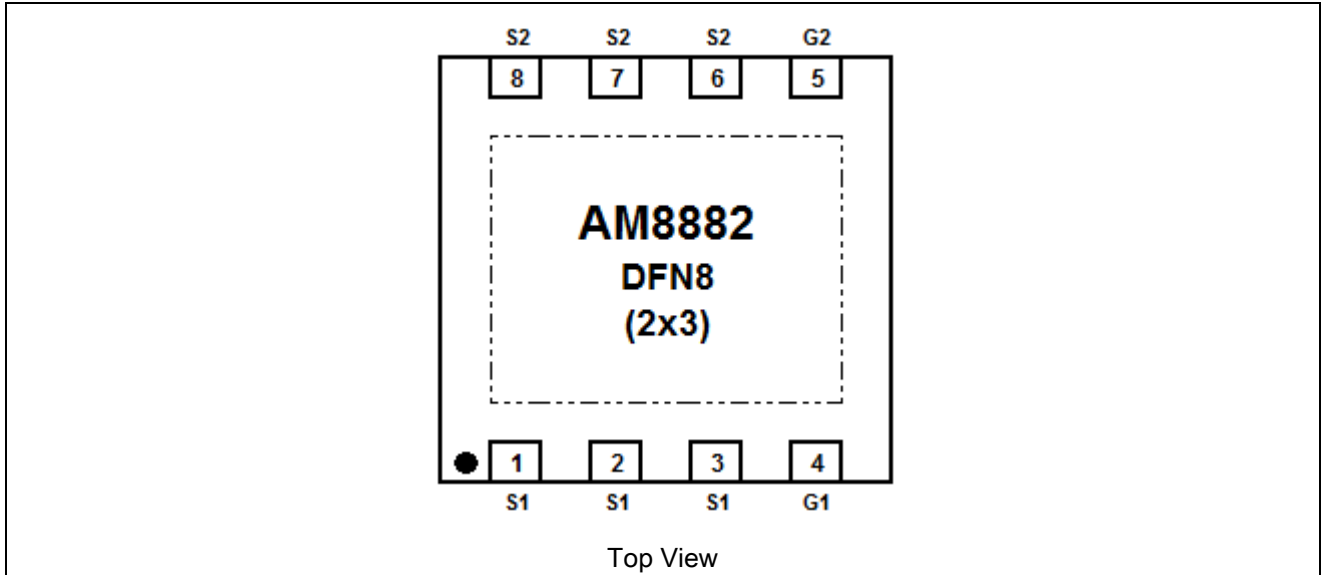 S2 S2 S2 G2
8 7 6 5
AM8882
DFN8
(2x3)
1 2 3 4
S1 S1 S1 G1
Top View